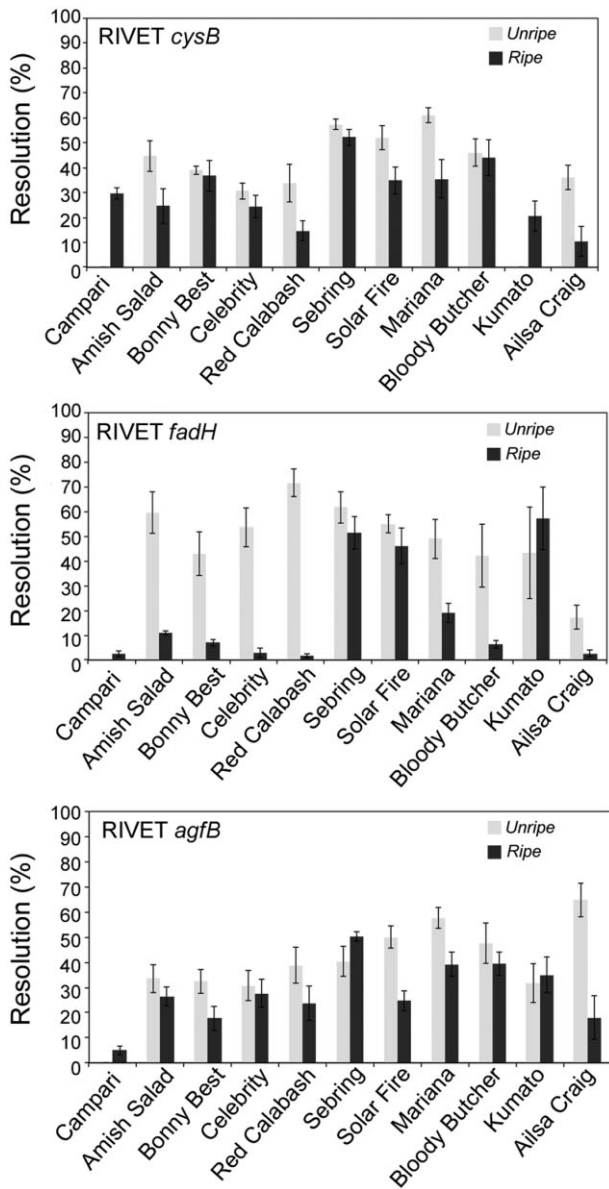 RIVET cysB
Unripe
Ripe
Resolution (%)
100
90
80
70
60
50
40
30
20
10
0
Campari
Amish Salad
Bonny Best
Celebrity
Red Calabash
Sebring
Solar Fire
Mariana
Bloody Butcher
Kumato
Ailsa Craig
RIVET fadH
Unripe
Ripe
Resolution (%)
100
90
80
70
60
50
40
30
20
10
0
Campari
Amish Salad
Bonny Best
Celebrity
Red Calabash
Sebring
Solar Fire
Mariana
Bloody Butcher
Kumato
Ailsa Craig
RIVET agfB
Unripe
Ripe
Resolution (%)
100
90
80
70
60
50
40
30
20
10
0
Campari
Amish Salad
Bonny Best
Celebrity
Red Calabash
Sebring
Solar Fire
Mariana
Bloody Butcher
Kumato
Ailsa Craig